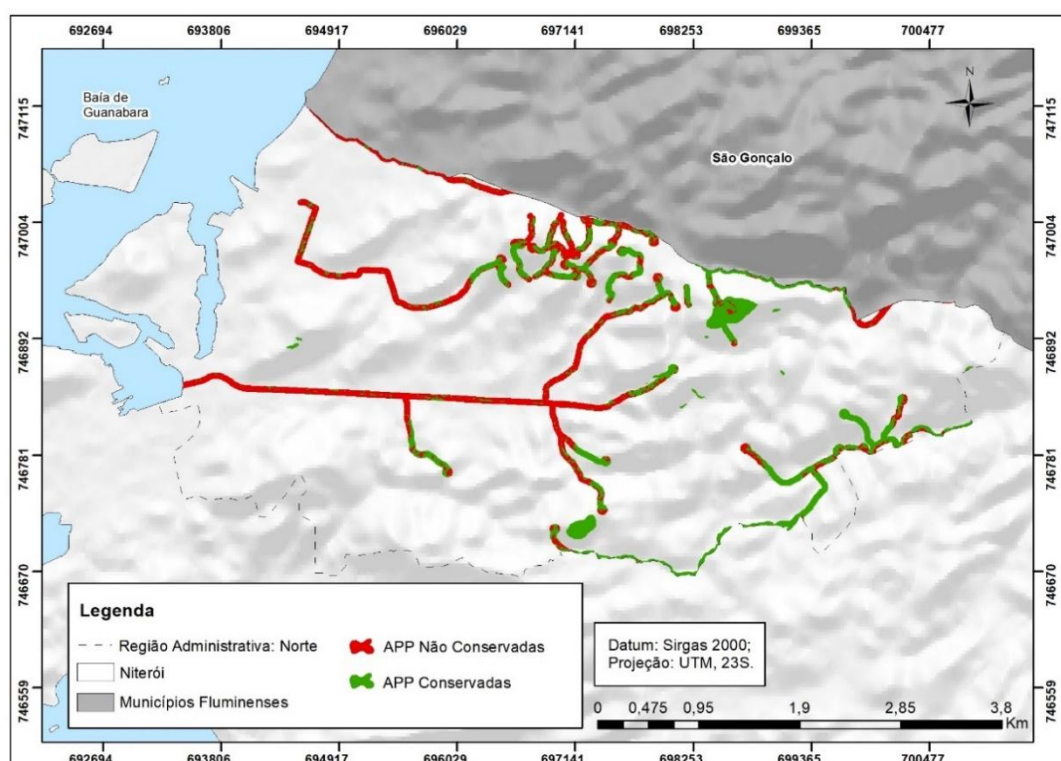 692694 693806 694917 696029 697141 698253 699365 700477
Baía de
Guanabara
N
São Gonçalo
747115 747115
747004 747004
746892 746892
746781 746781
746670 746670
746559 746559
Legenda
Região Administrativa: Norte
Niterói
Municípios Fluminenses
APP Não Conservadas
APP Conservadas
Datum: Sirgas 2000;
Projeção: UTM, 23S.
0 0,475 0,95 1,9 2,85 3,8
Km
692694 693806 694917 696029 697141 698253 699365 700477